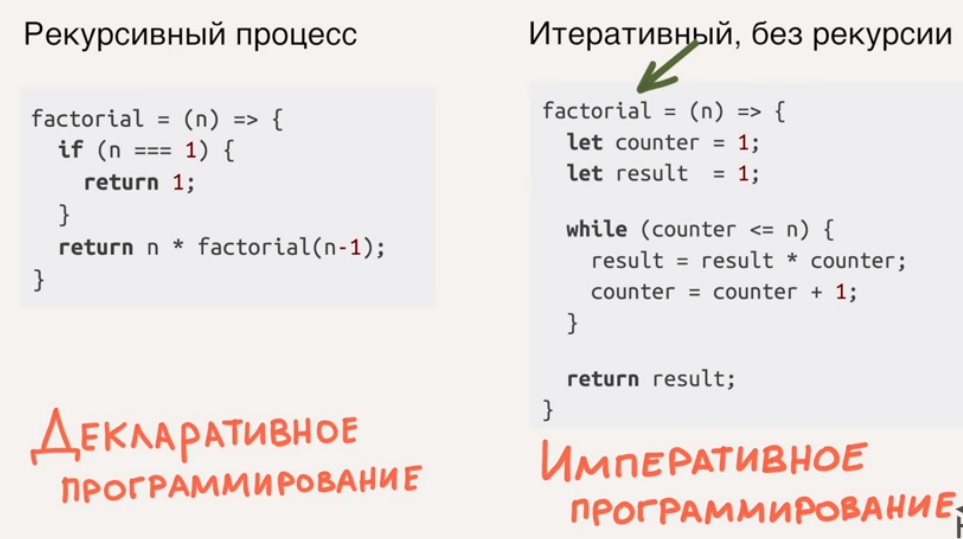 Рекурсивный процесс
factorial = (n) => {
  if (n === 1) {
    return 1;
  }
  return n * factorial(n-1);
}
Декларативное
программирование
Итеративный, без рекурсии
factorial = (n) => {
  let counter = 1;
  let result  = 1;

  while (counter <= n) {
    result = result * counter;
    counter = counter + 1;
  }

  return result;
}
Императивное
программирование